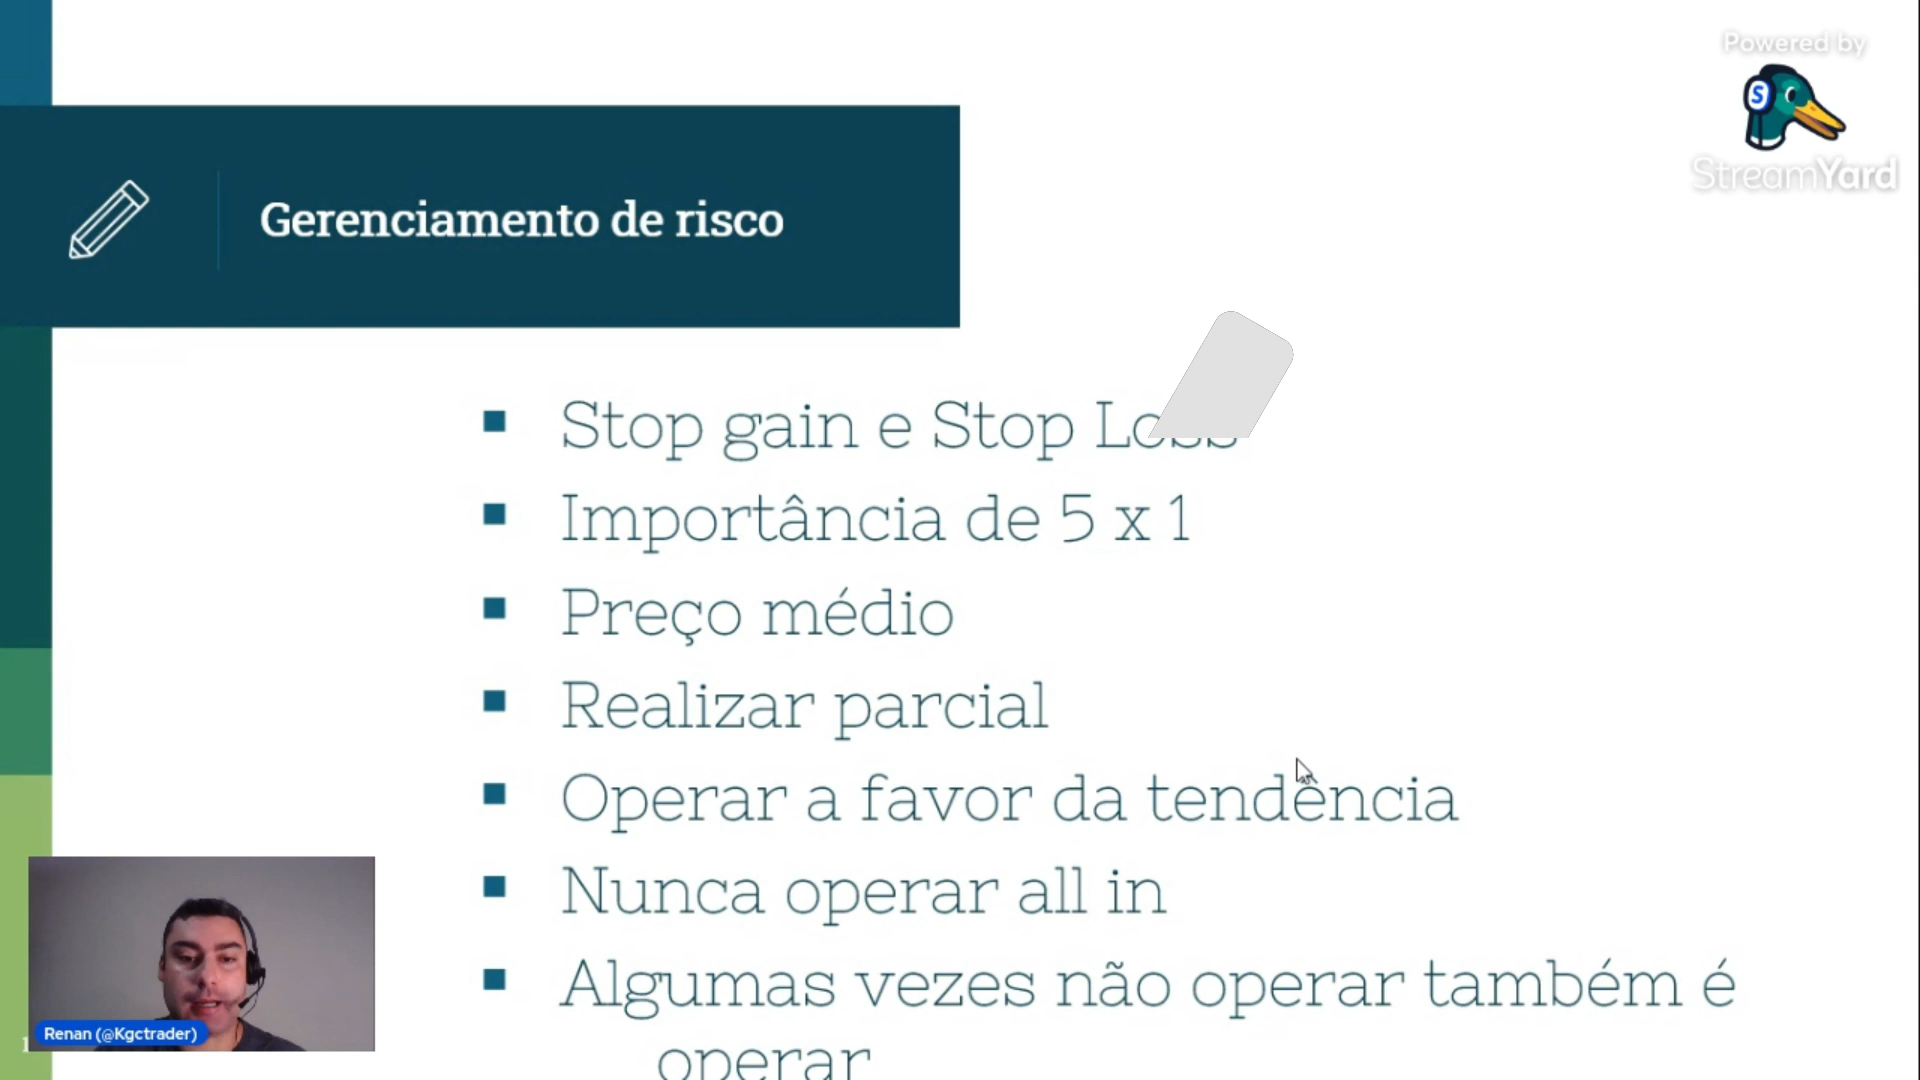 Powered by
StreamYard
Gerenciamento de risco
Stop gain e Stop Loss
Importância de 5 x 1
Preço médio
Realizar parcial
Operar a favor da tendência
Nunca operar all in
Algumas vezes não operar também é
operar
Renan (@Kgctrader)